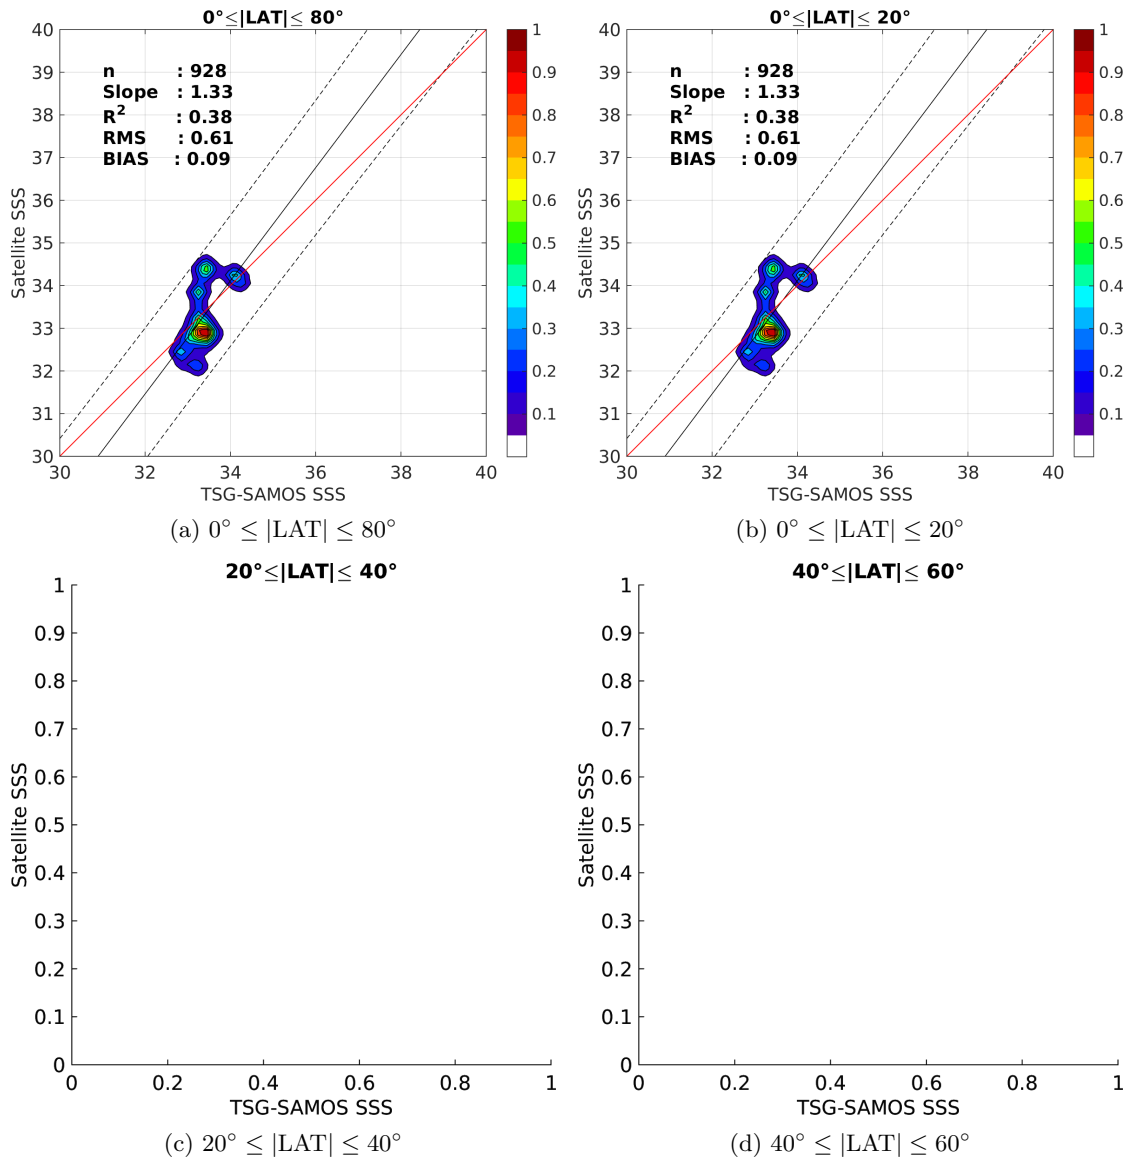 0°≤|LAT|≤ 80°
40
39
38
37
36
35
34
33
32
31
30
n : 928
Slope : 1.33
R² : 0.38
RMS : 0.61
BIAS : 0.09
Satellite SSS
30 32 34 36 38 40
TSG-SAMOS SSS
1
0.9
0.8
0.7
0.6
0.5
0.4
0.3
0.2
0.1
(a) 0° ≤ |LAT| ≤ 80°
0°≤|LAT|≤ 20°
40
39
38
37
36
35
34
33
32
31
30
n : 928
Slope : 1.33
R² : 0.38
RMS : 0.61
BIAS : 0.09
Satellite SSS
30 32 34 36 38 40
TSG-SAMOS SSS
1
0.9
0.8
0.7
0.6
0.5
0.4
0.3
0.2
0.1
(b) 0° ≤ |LAT| ≤ 20°
20°≤|LAT|≤ 40°
1
0.9
0.8
0.7
0.6
0.5
0.4
0.3
0.2
0.1
0
Satellite SSS
0 0.2 0.4 0.6 0.8 1
TSG-SAMOS SSS
(c) 20° ≤ |LAT| ≤ 40°
40°≤|LAT|≤ 60°
1
0.9
0.8
0.7
0.6
0.5
0.4
0.3
0.2
0.1
0
Satellite SSS
0 0.2 0.4 0.6 0.8 1
TSG-SAMOS SSS
(d) 40° ≤ |LAT| ≤ 60°